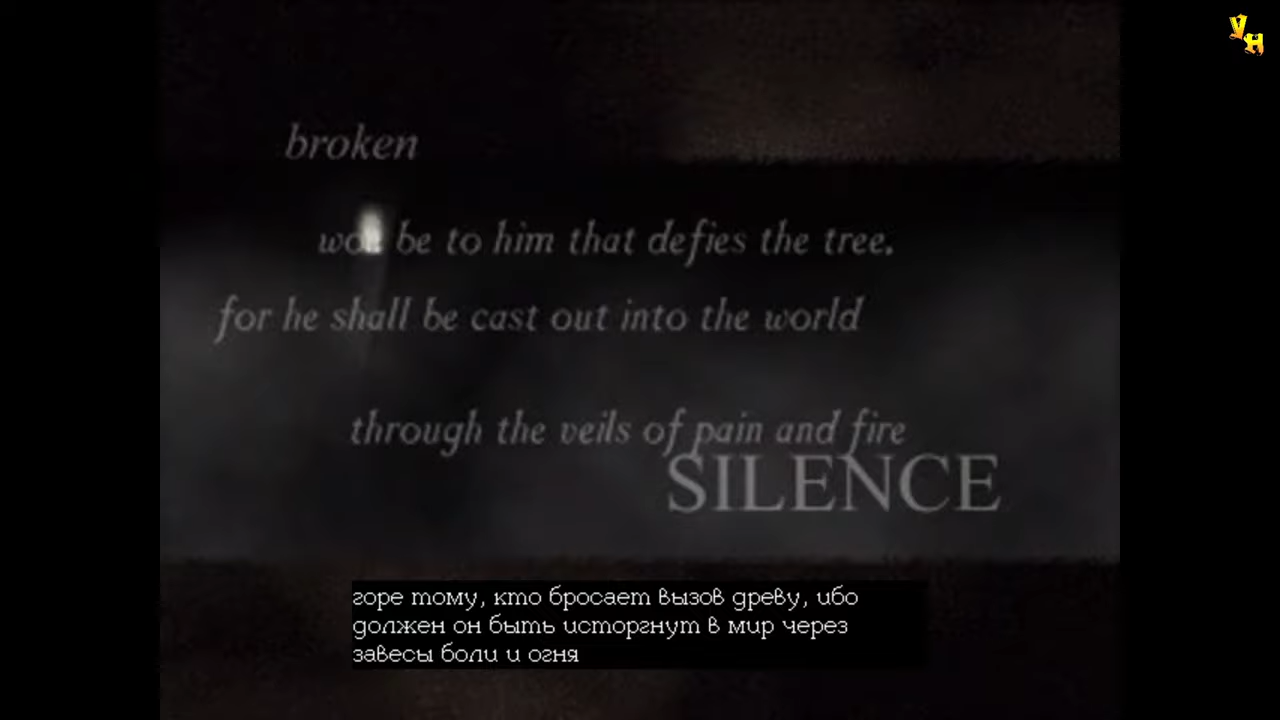 УН
broken
woe be to him that defies the tree.
for he shall be cast out into the world
through the veils of pain and fire
SILENCE
горе тому, кто бросает вызов древу, ибо
должен он быть исторгнут в мир через
завесы боли и огня